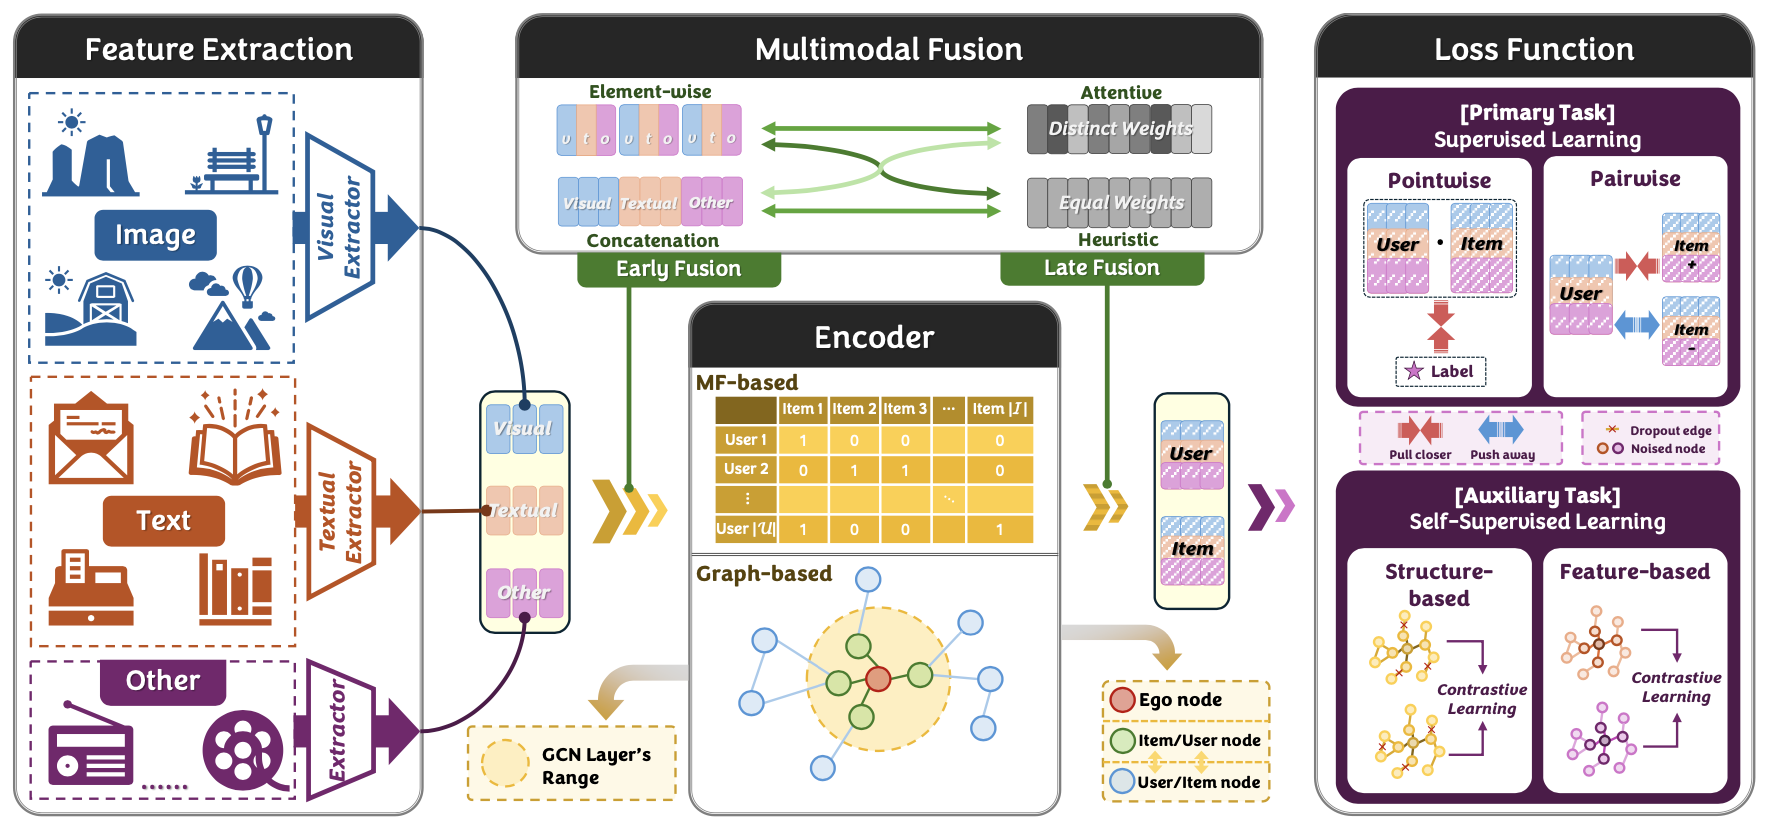 Feature Extraction
Image
Visual
Extractor
Text
Textual
Extractor
Other
......
Extractor
Visual
Textual
Other
Multimodal Fusion
Element-wise
v t o v t o v t o
Visual Textual Other
Concatenation
Attentive
Distinct Weights
Equal Weights
Heuristic
Early Fusion
Late Fusion
Encoder
MF-based
Item 1 Item 2 Item 3 ... Item |I|
User 1 1 0 0 0
User 2 0 1 1 0
⋮ ⋱
User |U| 1 0 0 1
Graph-based
GCN Layer's
Range
Ego node
Item/User node
User/Item node
User
Item
Loss Function
[Primary Task]
Supervised Learning
Pointwise
User · Item
Label
Pairwise
User
Item
+
Item
-
Pull closer
Push away
Dropout edge
Noised node
[Auxiliary Task]
Self-Supervised Learning
Structure-
based
Contrastive
Learning
Feature-based
Contrastive
Learning